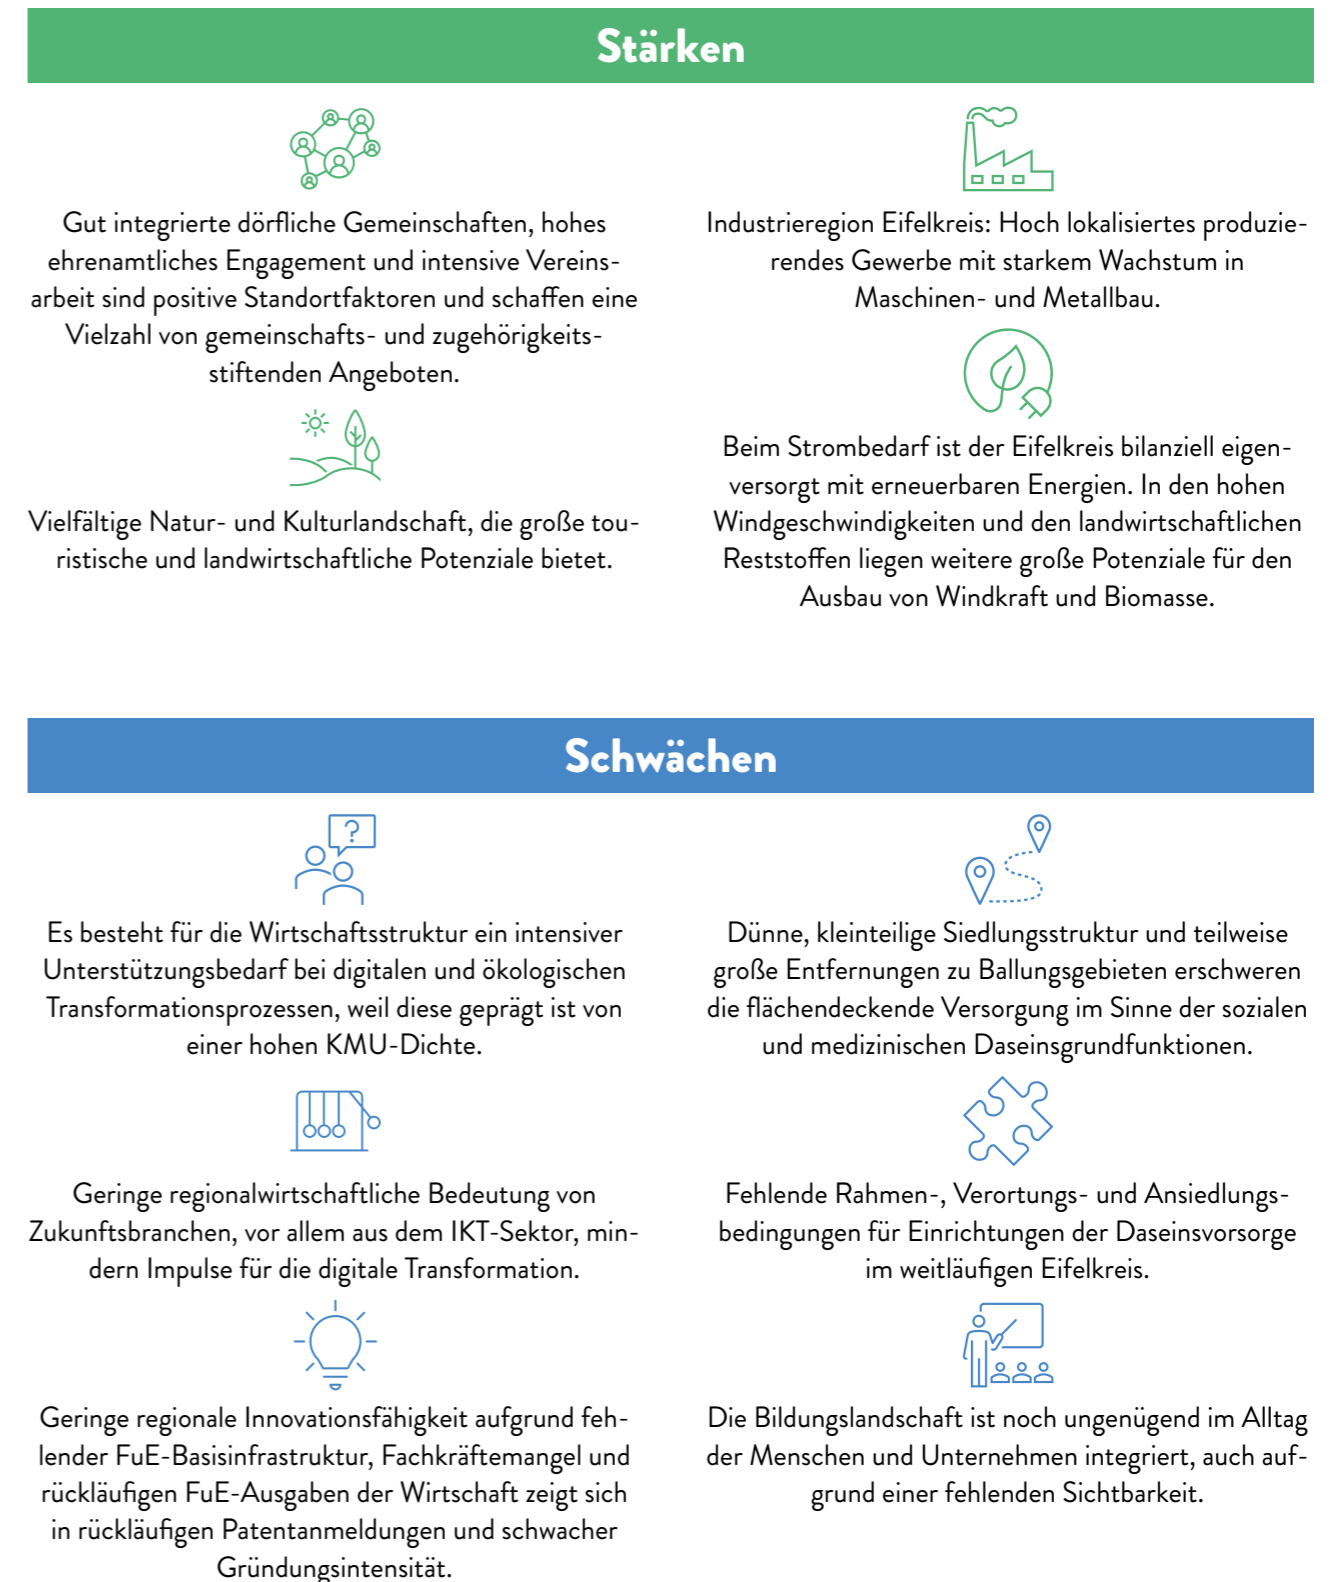 Stärken
Gut integrierte dörfliche Gemeinschaften, hohes
ehrenamtliches Engagement und intensive Vereins-
arbeit sind positive Standortfaktoren und schaffen eine
Vielzahl von gemeinschafts- und zugehörigkeits-
stiftenden Angeboten.
Vielfältige Natur- und Kulturlandschaft, die große tou-
ristische und landwirtschaftliche Potenziale bietet.
Industrieregion Eifelkreis: Hoch lokalisiertes produzie-
rendes Gewerbe mit starkem Wachstum in
Maschinen- und Metallbau.
Beim Strombedarf ist der Eifelkreis bilanziell eigen-
versorgt mit erneuerbaren Energien. In den hohen
Windgeschwindigkeiten und den landwirtschaftlichen
Reststoffen liegen weitere große Potenziale für den
Ausbau von Windkraft und Biomasse.
Schwächen
?
Es besteht für die Wirtschaftsstruktur ein intensiver
Unterstützungsbedarf bei digitalen und ökologischen
Transformationsprozessen, weil diese geprägt ist von
einer hohen KMU-Dichte.
Geringe regionalwirtschaftliche Bedeutung von
Zukunftsbranchen, vor allem aus dem IKT-Sektor, min-
dern Impulse für die digitale Transformation.
Geringe regionale Innovationsfähigkeit aufgrund feh-
lender FuE-Basisinfrastruktur, Fachkräftemangel und
rückläufigen FuE-Ausgaben der Wirtschaft zeigt sich
in rückläufigen Patentanmeldungen und schwacher
Gründungsintensität.
Dünne, kleinteilige Siedlungsstruktur und teilweise
große Entfernungen zu Ballungsgebieten erschweren
die flächendeckende Versorgung im Sinne der sozialen
und medizinischen Daseinsgrundfunktionen.
Fehlende Rahmen-, Verortungs- und Ansiedlungs-
bedingungen für Einrichtungen der Daseinsvorsorge
im weitläufigen Eifelkreis.
Die Bildungslandschaft ist noch ungenügend im Alltag
der Menschen und Unternehmen integriert, auch auf-
grund einer fehlenden Sichtbarkeit.